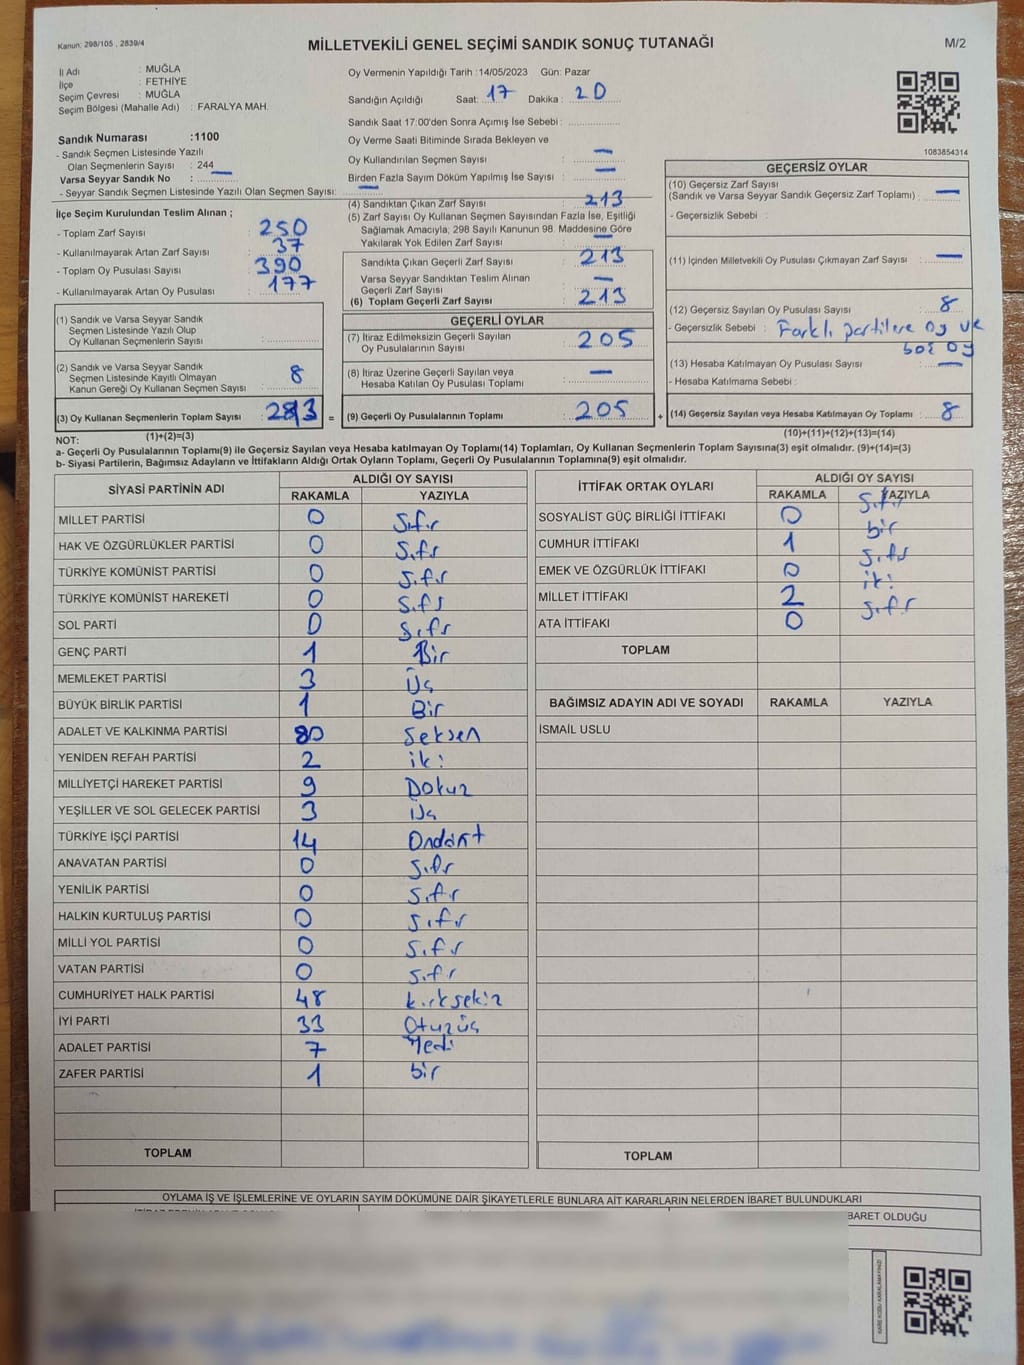 Kanun: 298/105 , 2839/4
MİLLETVEKİLİ GENEL SEÇİMİ SANDIK SONUÇ TUTANAĞI
M/2
İl Adı : MUĞLA
İlçe : FETHİYE
Seçim Çevresi : MUĞLA
Seçim Bölgesi (Mahalle Adı) : FARALYA MAH.
Oy Vermenin Yapıldığı Tarih :14/05/2023 Gün: Pazar
Sandığın Açıldığı Saat: 17 Dakika : 20
Sandık Saat 17:00'den Sonra Açımış İse Sebebi :
Sandık Numarası :1100
- Sandık Seçmen Listesinde Yazılı
Olan Seçmenlerin Sayısı : 244
Varsa Seyyar Sandık No : —
- Seyyar Sandık Seçmen Listesinde Yazılı Olan Seçmen Sayısı: —
Oy Verme Saati Bitiminde Sırada Bekleyen ve
Oy Kullandırılan Seçmen Sayısı : —
Birden Fazla Sayım Döküm Yapılmış İse Sayısı : —
1083854314
İlçe Seçim Kurulundan Teslim Alınan ;
- Toplam Zarf Sayısı : 250
- Kullanılmayarak Artan Zarf Sayısı : 37
- Toplam Oy Pusulası Sayısı : 390
- Kullanılmayarak Artan Oy Pusulası : 177
(4) Sandıktan Çıkan Zarf Sayısı : 213
(5) Zarf Sayısı Oy Kullanan Seçmen Sayısından Fazla İse, Eşitliği
Sağlamak Amacıyla, 298 Sayılı Kanunun 98. Maddesine Göre
Yakılarak Yok Edilen Zarf Sayısı : —
Sandıkta Çıkan Geçerli Zarf Sayısı : 213
Varsa Seyyar Sandıktan Teslim Alınan
Geçerli Zarf Sayısı : —
(6) Toplam Geçerli Zarf Sayısı : 213
GEÇERSİZ OYLAR
(10) Geçersiz Zarf Sayısı
(Sandık ve Varsa Seyyar Sandık Geçersiz Zarf Toplamı) : —
- Geçersizlik Sebebi :
(11) İçinden Milletvekili Oy Pusulası Çıkmayan Zarf Sayısı : —
(12) Geçersiz Sayılan Oy Pusulası Sayısı : 8
- Geçersizlik Sebebi : Farklı partilere oy ve
boş oy
(13) Hesaba Katılmayan Oy Pusulası Sayısı : —
- Hesaba Katılmama Sebebi :
(1) Sandık ve Varsa Seyyar Sandık
Seçmen Listesinde Yazılı Olup
Oy Kullanan Seçmenlerin Sayısı :
(2) Sandık ve Varsa Seyyar Sandık
Seçmen Listesinde Kayıtlı Olmayan
Kanun Gereği Oy Kullanan Seçmen Sayısı : 8
GEÇERLİ OYLAR
(7) İtiraz Edilmeksizin Geçerli Sayılan
Oy Pusulalarının Sayısı : 205
(8) İtiraz Üzerine Geçerli Sayılan veya
Hesaba Katılan Oy Pusulası Toplamı : —
(3) Oy Kullanan Seçmenlerin Toplam Sayısı : 213 = (9) Geçerli Oy Pusulalarının Toplamı : 205 + (14) Geçersiz Sayılan veya Hesaba Katılmayan Oy Toplamı : 8
(1)+(2)=(3)
(10)+(11)+(12)+(13)=(14)
NOT:
a- Geçerli Oy Pusulalarının Toplamı(9) ile Geçersiz Sayılan veya Hesaba katılmayan Oy Toplamı(14) Toplamları, Oy Kullanan Seçmenlerin Toplam Sayısına(3) eşit olmalıdır. (9)+(14)=(3)
b- Siyasi Partilerin, Bağımsız Adayların ve İttifakların Aldığı Ortak Oyların Toplamı, Geçerli Oy Pusulalarının Toplamına(9) eşit olmalıdır.
SİYASİ PARTİNİN ADI
ALDIĞI OY SAYISI
RAKAMLA YAZIYLA
MİLLET PARTİSİ 0 Sıfır
HAK VE ÖZGÜRLÜKLER PARTİSİ 0 Sıfır
TÜRKİYE KOMÜNİST PARTİSİ 0 Sıfır
TÜRKİYE KOMÜNİST HAREKETİ 0 Sıfır
SOL PARTİ 0 Sıfır
GENÇ PARTİ 1 Bir
MEMLEKET PARTİSİ 3 Üç
BÜYÜK BİRLİK PARTİSİ 1 Bir
ADALET VE KALKINMA PARTİSİ 80 Seksen
YENİDEN REFAH PARTİSİ 2 iki
MİLLİYETÇİ HAREKET PARTİSİ 9 Dokuz
YEŞİLLER VE SOL GELECEK PARTİSİ 3 Üç
TÜRKİYE İŞÇİ PARTİSİ 14 Ondört
ANAVATAN PARTİSİ 0 Sıfır
YENİLİK PARTİSİ 0 Sıfır
HALKIN KURTULUŞ PARTİSİ 0 Sıfır
MİLLİ YOL PARTİSİ 0 Sıfır
VATAN PARTİSİ 0 Sıfır
CUMHURİYET HALK PARTİSİ 48 kırksekiz
İYİ PARTİ 33 Otuzüç
ADALET PARTİSİ 7 Yedi
ZAFER PARTİSİ 1 bir
TOPLAM
İTTİFAK ORTAK OYLARI
ALDIĞI OY SAYISI
RAKAMLA YAZIYLA
SOSYALİST GÜÇ BİRLİĞİ İTTİFAKI 0 Sıfır
CUMHUR İTTİFAKI 1 bir
EMEK VE ÖZGÜRLÜK İTTİFAKI 0 Sıfır
MİLLET İTTİFAKI 2 iki
ATA İTTİFAKI 0 Sıfır
TOPLAM
BAĞIMSIZ ADAYIN ADI VE SOYADI RAKAMLA YAZIYLA
İSMAİL USLU
TOPLAM
OYLAMA İŞ VE İŞLEMLERİNE VE OYLARIN SAYIM DÖKÜMÜNE DAİR ŞİKAYETLERLE BUNLARA AİT KARARLARIN NELERDEN İBARET BULUNDUKLARI
BARET OLDUĞU
KARE KODU KARALAMAYINIZ!